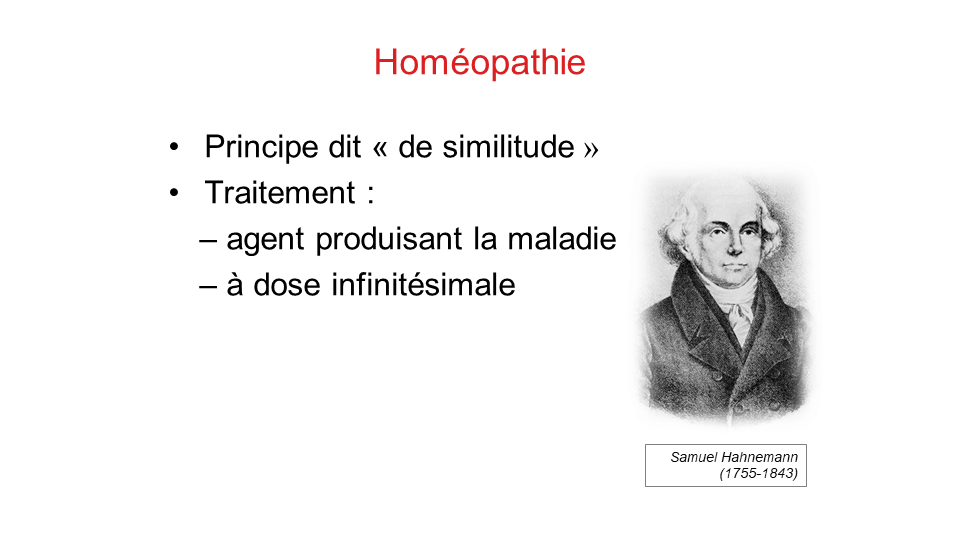 Homéopathie
• Principe dit « de similitude »
• Traitement :
– agent produisant la maladie
– à dose infinitésimale
Samuel Hahnemann
(1755-1843)